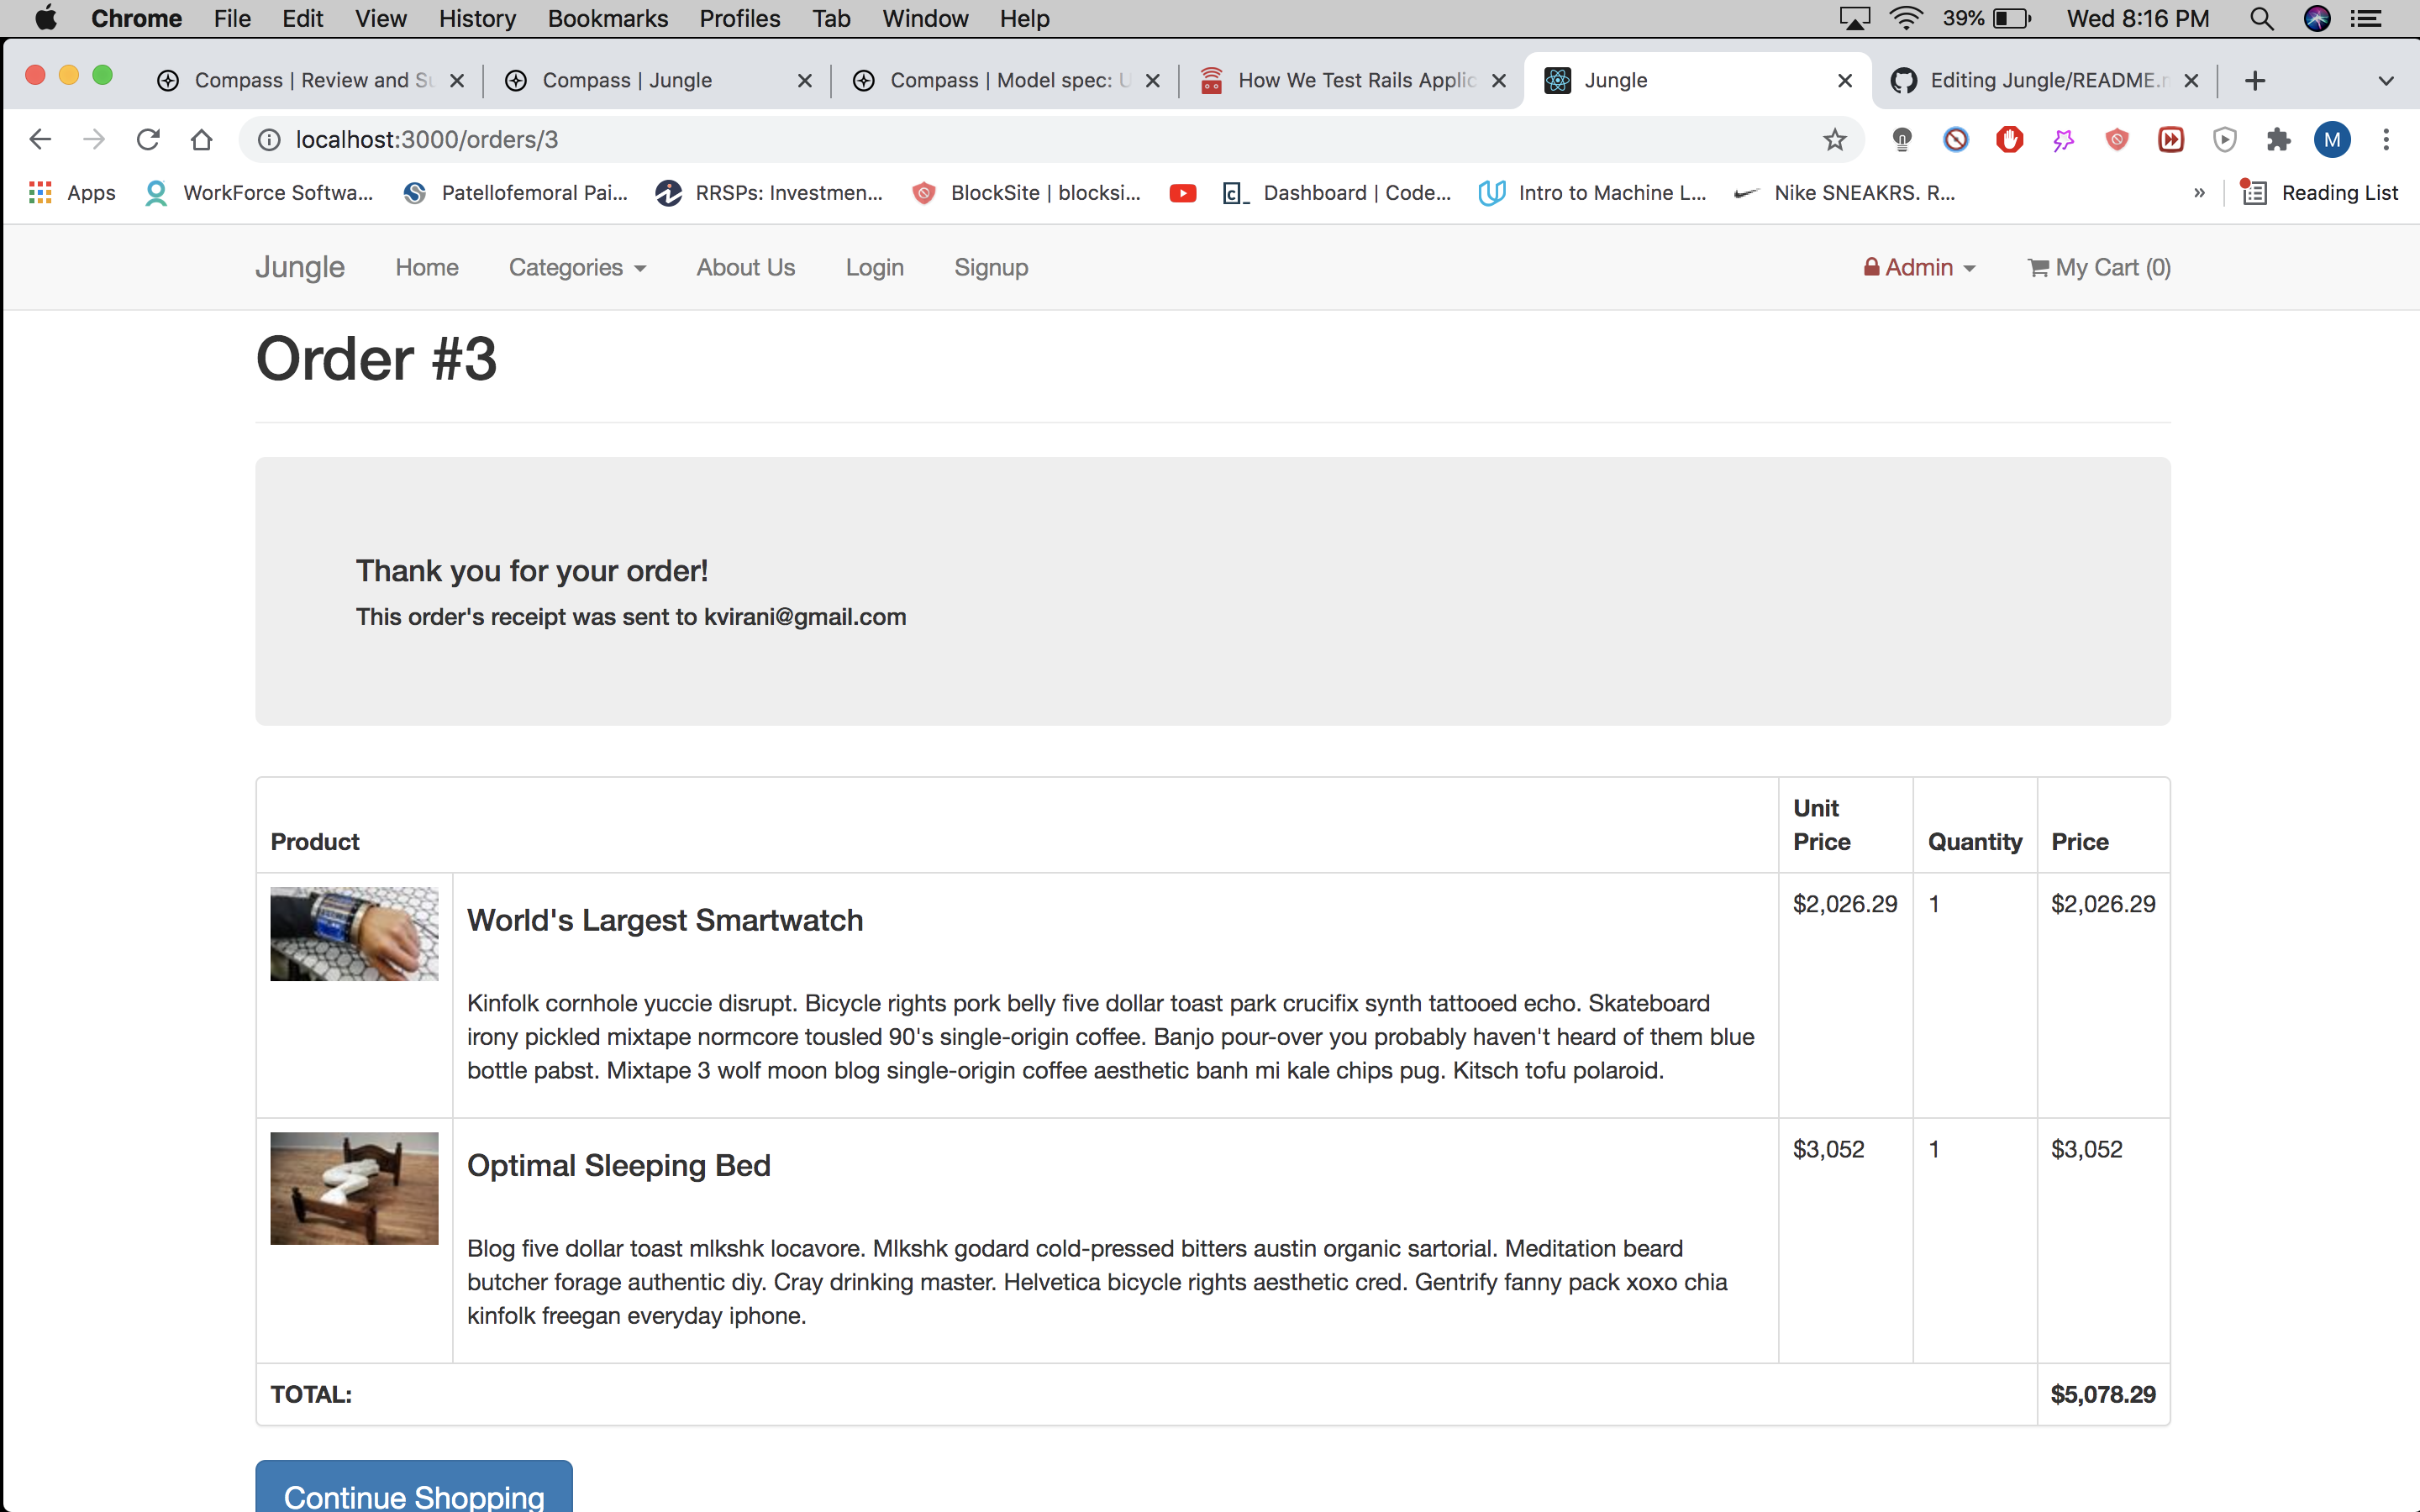 Chrome File Edit View History Bookmarks Profiles Tab Window Help 39% Wed 8:16 PM
Compass | Review and Su Compass | Jungle Compass | Model spec: U How We Test Rails Applic Jungle Editing Jungle/README.m
localhost:3000/orders/3 M
Apps WorkForce Softwa... Patellofemoral Pai... RRSPs: Investmen... BlockSite | blocksi... Dashboard | Code... Intro to Machine L... Nike SNEAKRS. R... » Reading List
Jungle Home Categories About Us Login Signup Admin My Cart (0)
Order #3
Thank you for your order!
This order's receipt was sent to kvirani@gmail.com
Product Unit Price Quantity Price
World's Largest Smartwatch $2,026.29 1 $2,026.29
Kinfolk cornhole yuccie disrupt. Bicycle rights pork belly five dollar toast park crucifix synth tattooed echo. Skateboard
irony pickled mixtape normcore tousled 90's single-origin coffee. Banjo pour-over you probably haven't heard of them blue
bottle pabst. Mixtape 3 wolf moon blog single-origin coffee aesthetic banh mi kale chips pug. Kitsch tofu polaroid.
Optimal Sleeping Bed $3,052 1 $3,052
Blog five dollar toast mlkshk locavore. Mlkshk godard cold-pressed bitters austin organic sartorial. Meditation beard
butcher forage authentic diy. Cray drinking master. Helvetica bicycle rights aesthetic cred. Gentrify fanny pack xoxo chia
kinfolk freegan everyday iphone.
TOTAL: $5,078.29
Continue Shopping